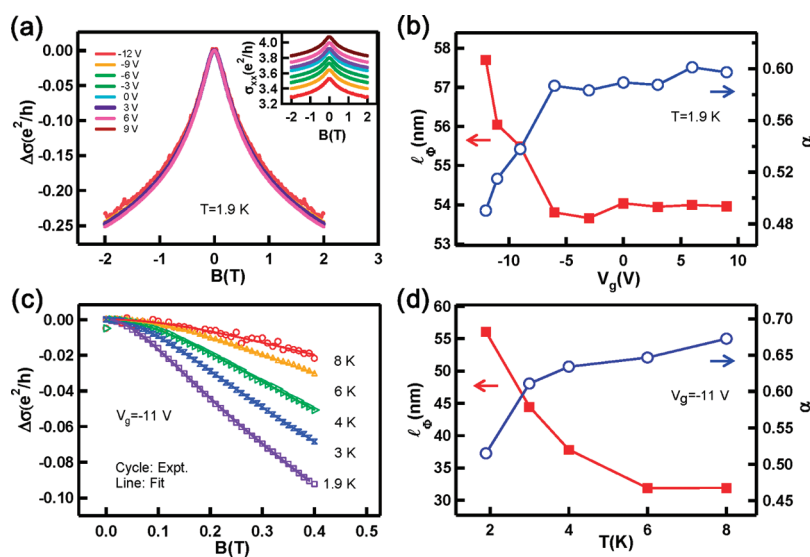 (a)
0.00
-0.05
-0.10
-0.15
-0.20
-0.25
Δσ(e²/h)
-12 V
-9 V
-6 V
-3 V
0 V
3 V
6 V
9 V
T=1.9 K
-3 -2 -1 0 1 2 3
B(T)
4.0
3.8
3.6
3.4
3.2
σxx(e²/h)
-2 -1 0 1 2
B(T)
(b)
58
57
56
55
54
53
ℓΦ (nm)
T=1.9 K
0.60
0.56
0.52
0.48
α
-10 -5 0 5 10
Vg(V)
(c)
0.00
-0.02
-0.04
-0.06
-0.08
-0.10
Δσ(e²/h)
8 K
6 K
4 K
3 K
1.9 K
Vg=-11 V
Cycle: Expt.
Line: Fit
0.0 0.1 0.2 0.3 0.4 0.5
B(T)
(d)
60
55
50
45
40
35
30
ℓΦ (nm)
Vg=-11 V
0.70
0.65
0.60
0.55
0.50
0.45
α
2 4 6 8
T(K)